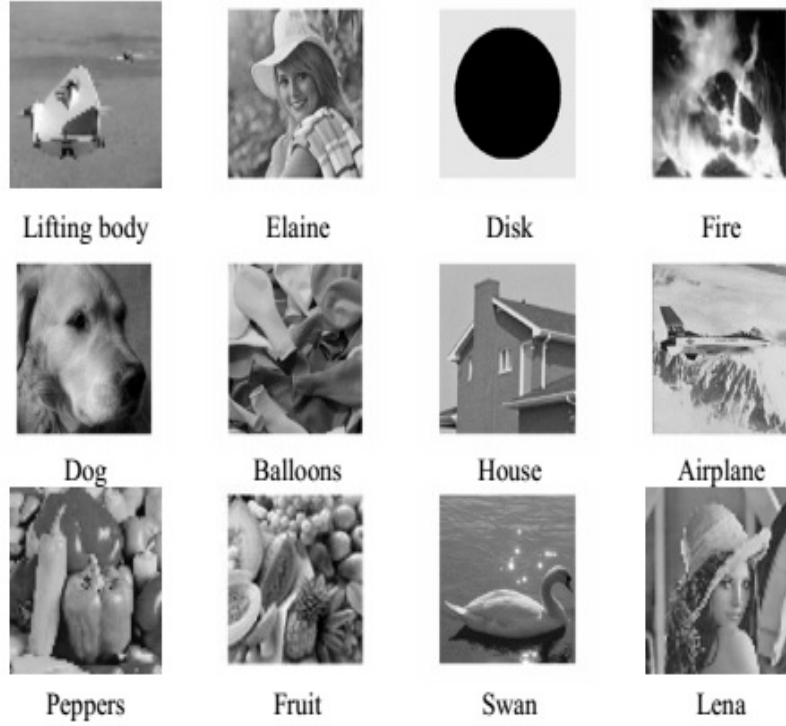 Lifting body
Elaine
Disk
Fire
Dog
Balloons
House
Airplane
Peppers
Fruit
Swan
Lena